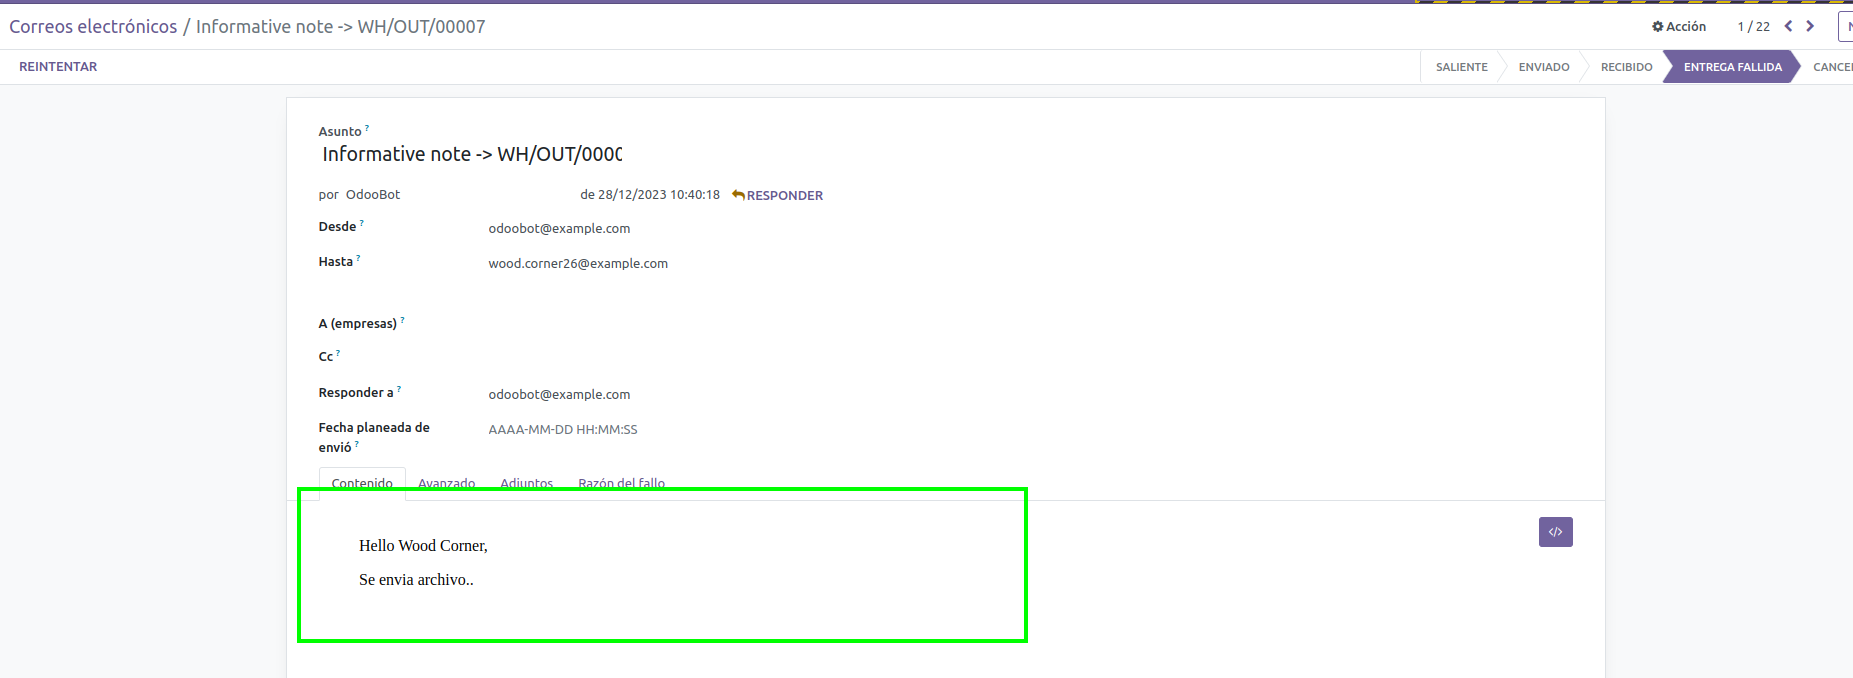 Correos electrónicos / Informative note -> WH/OUT/00007
Acción 1 / 22
REINTENTAR
SALIENTE ENVIADO RECIBIDO ENTREGA FALLIDA
Asunto ?
Informative note -> WH/OUT/0000
por OdooBot de 28/12/2023 10:40:18 RESPONDER
Desde ? odoobot@example.com
Hasta ? wood.corner26@example.com
A (empresas) ?
Cc ?
Responder a ? odoobot@example.com
Fecha planeada de
envió ? AAAA-MM-DD HH:MM:SS
Contenido Avanzado Adjuntos Razón del fallo
</>
Hello Wood Corner,
Se envia archivo..